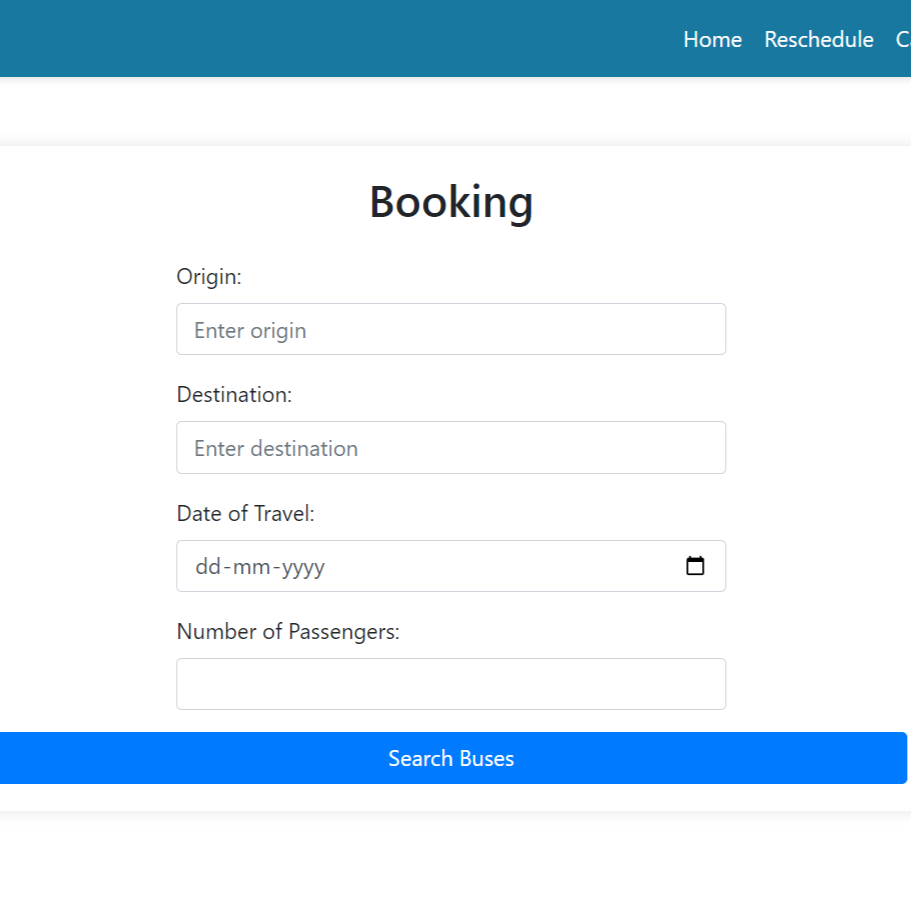 Home Reschedule
Booking
Origin:
Enter origin
Destination:
Enter destination
Date of Travel:
dd-mm-yyyy
Number of Passengers:
Search Buses